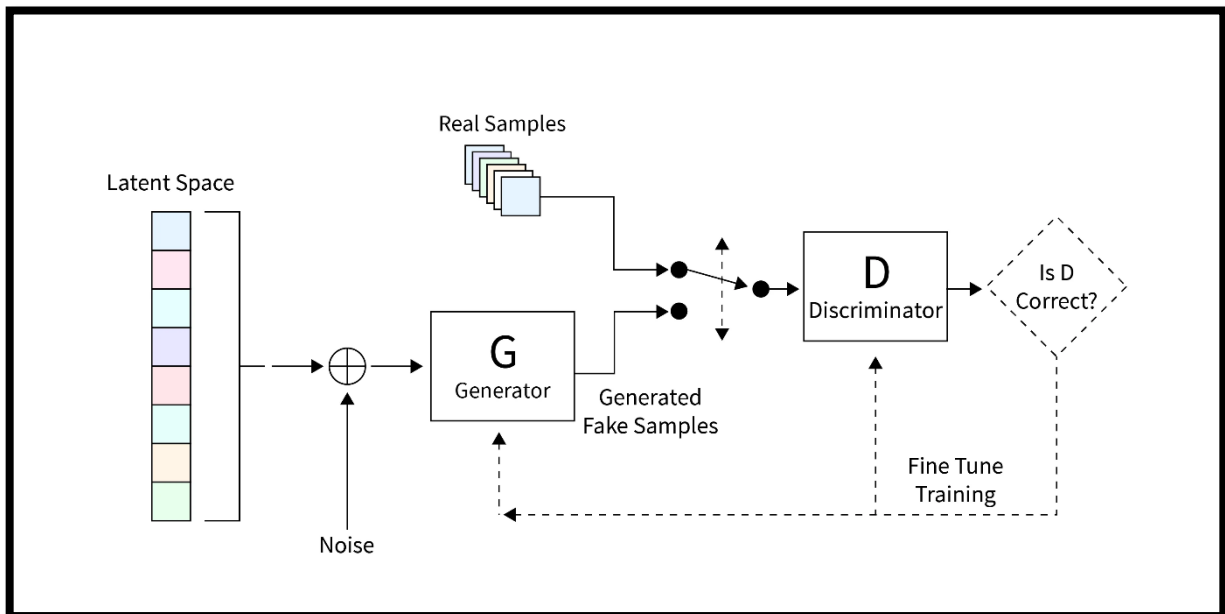 Real Samples
Latent Space
G
Generator
Generated
Fake Samples
Noise
D
Discriminator
Is D
Correct?
Fine Tune
Training